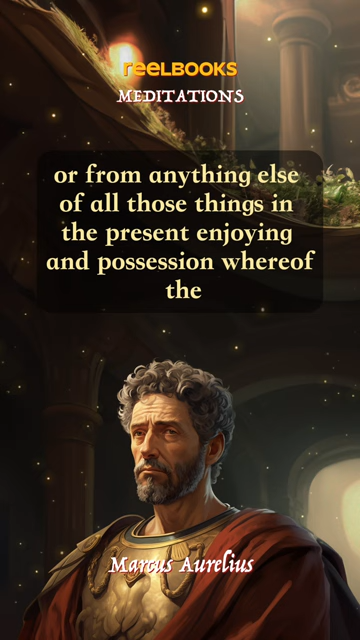 reelbooks
MEDITATIONS
or from anything else
of all those things in
the present enjoying
and possession whereof
the
Marcus Aurelius